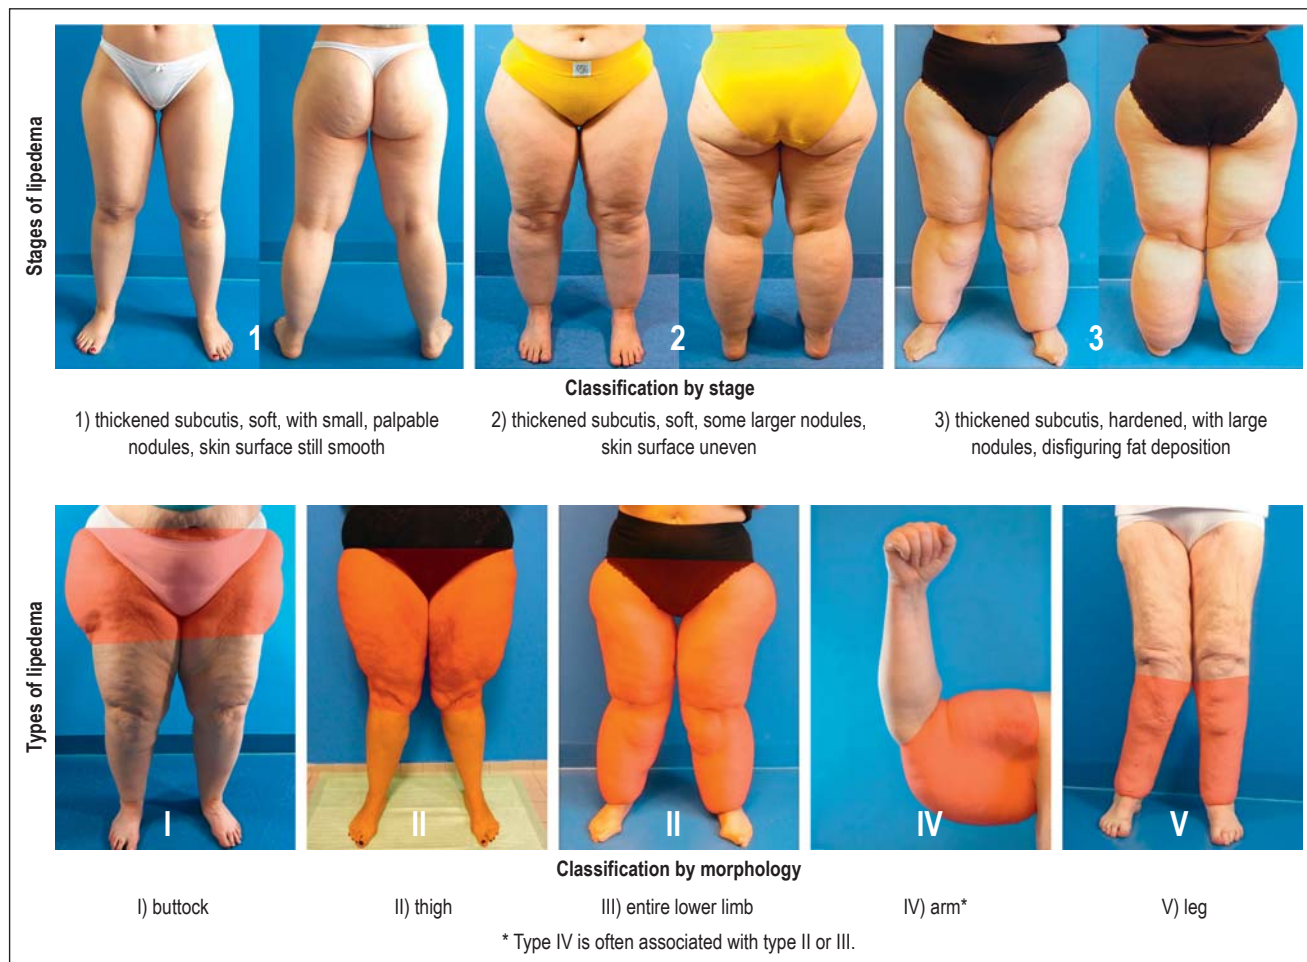 Stages of lipedema
1
2
3
Classification by stage
1) thickened subcutis, soft, with small, palpable
nodules, skin surface still smooth
2) thickened subcutis, soft, some larger nodules,
skin surface uneven
3) thickened subcutis, hardened, with large
nodules, disfiguring fat deposition
Types of lipedema
I
II
II
IV
V
Classification by morphology
I) buttock
II) thigh
III) entire lower limb
IV) arm*
V) leg
* Type IV is often associated with type II or III.